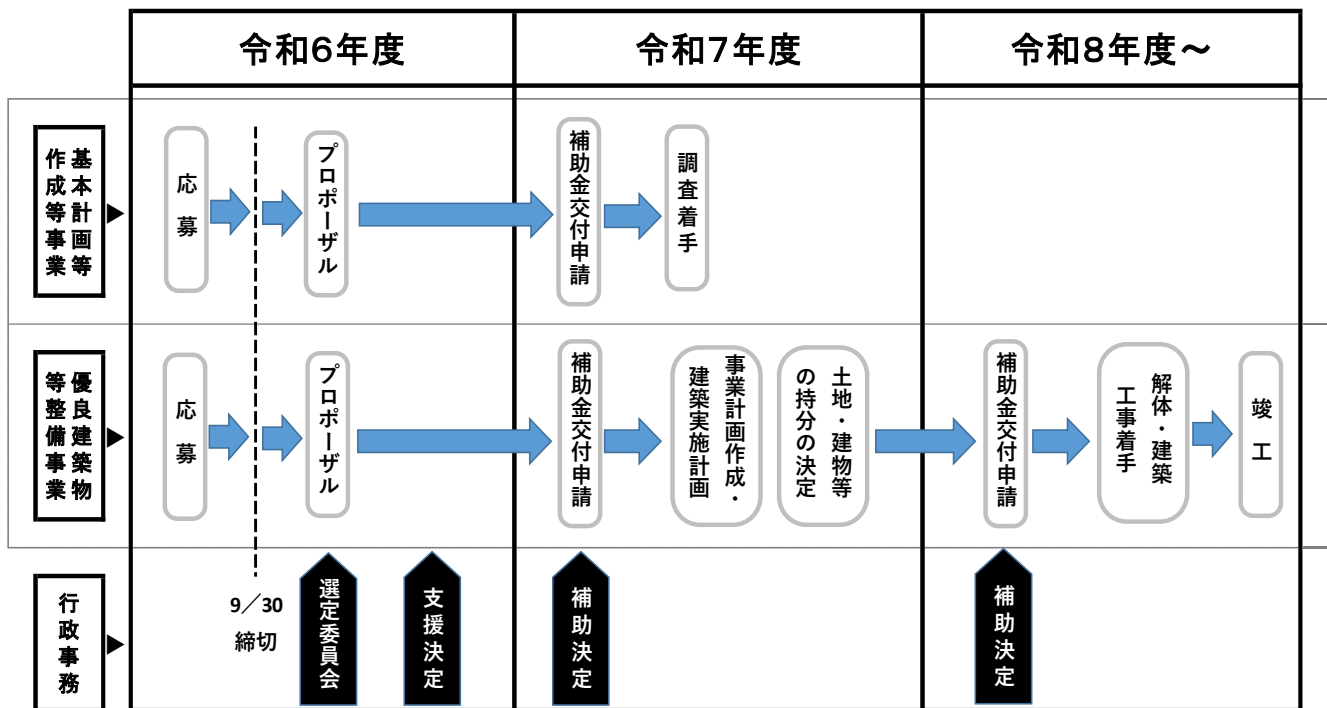 令和6年度
令和7年度
令和8年度～
基本計画等
作成等事業
応募
プロポーザル
補助金交付申請
調査着手
優良建築物
等整備事業
応募
プロポーザル
補助金交付申請
事業計画作成・
建築実施計画
土地・建物等
の持分の決定
補助金交付申請
解体・建築
工事着手
竣工
行政事務
9／30
締切
選定委員会
支援決定
補助決定
補助決定